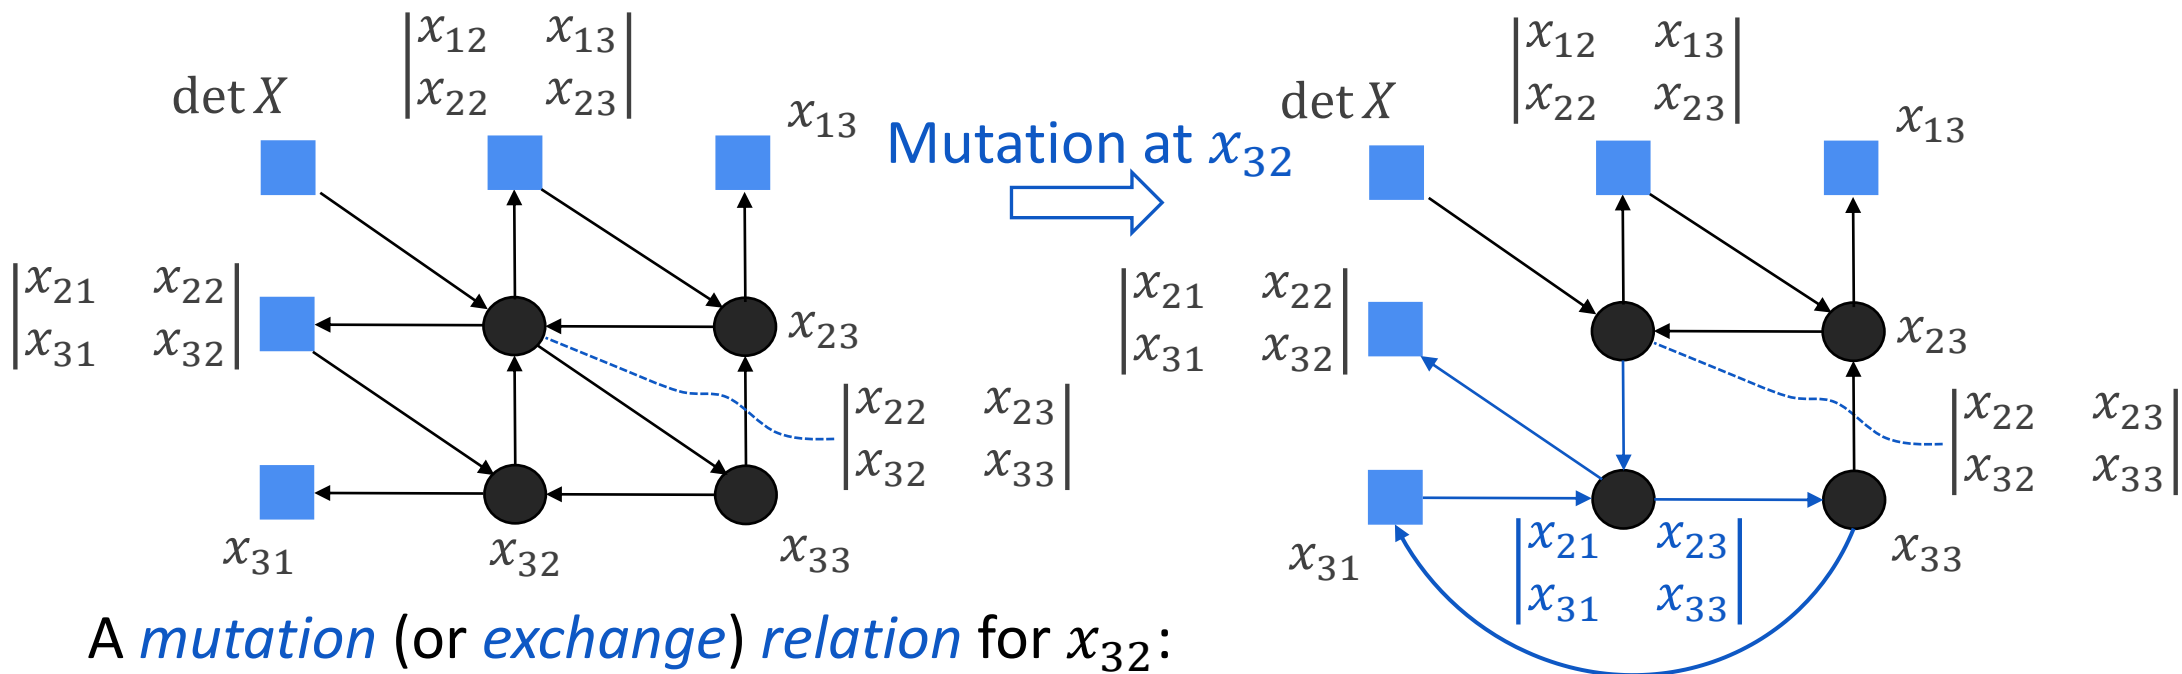 det X
|x₁₂ x₁₃|
|x₂₂ x₂₃|
x₁₃
|x₂₁ x₂₂|
|x₃₁ x₃₂|
x₂₃
|x₂₂ x₂₃|
|x₃₂ x₃₃|
x₃₁
x₃₂
x₃₃
Mutation at x₃₂
det X
|x₁₂ x₁₃|
|x₂₂ x₂₃|
x₁₃
|x₂₁ x₂₂|
|x₃₁ x₃₂|
x₂₃
|x₂₂ x₂₃|
|x₃₂ x₃₃|
x₃₁
|x₂₁ x₂₃|
|x₃₁ x₃₃|
x₃₃
A mutation (or exchange) relation for x₃₂: